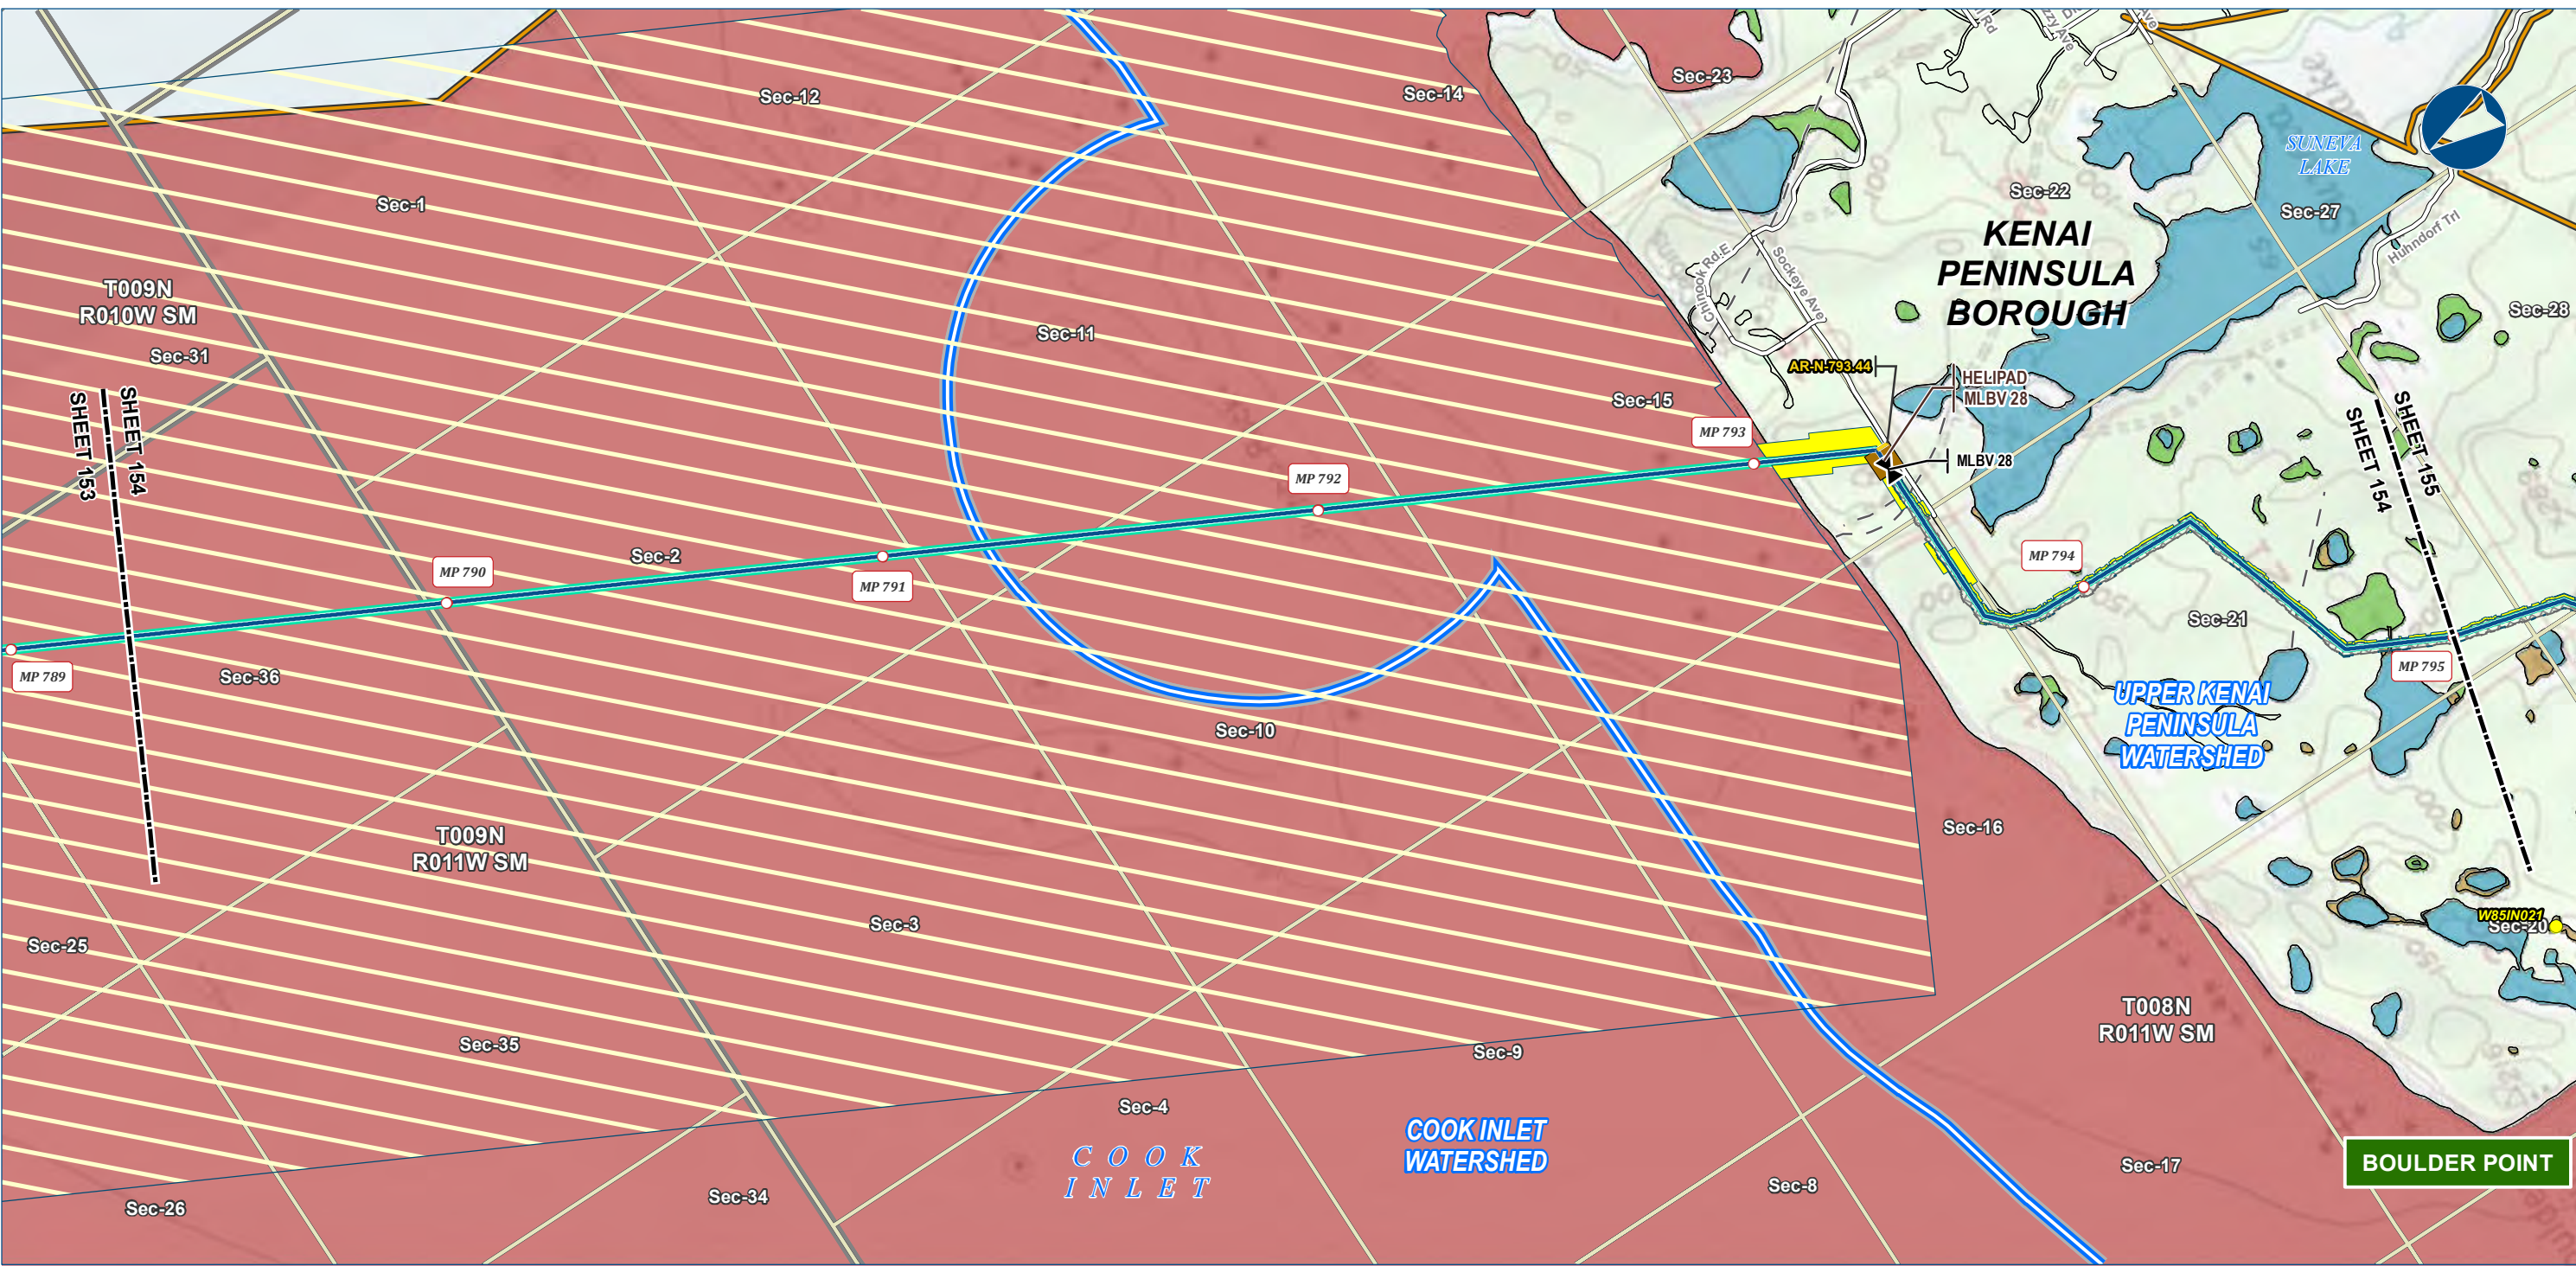 Sec-12
Sec-14
Sec-23
Ave
SUNEVA
LAKE
Sec-22
Sec-27
Sec-1
KENAI
PENINSULA
BOROUGH
Huhndorf Trl
Chinook Rd E
Sockeye Ave
T009N
R010W SM
Sec-31
Sec-11
Sec-28
AR-N-793.44
HELIPAD
MLBV 28
Sec-15
SHEET 153
SHEET 154
MP 793
MLBV 28
SHEET 154
SHEET 155
MP 792
Sec-2
MP 790
MP 791
MP 794
Sec-21
MP 789
Sec-36
MP 795
UPPER KENAI
PENINSULA
WATERSHED
Sec-10
T009N
R011W SM
Sec-16
Sec-3
Sec-25
W85IN021
Sec-20
T008N
R011W SM
Sec-35
Sec-9
Sec-4
COOK INLET
WATERSHED
COOK
INLET
BOULDER POINT
Sec-17
Sec-8
Sec-34
Sec-26